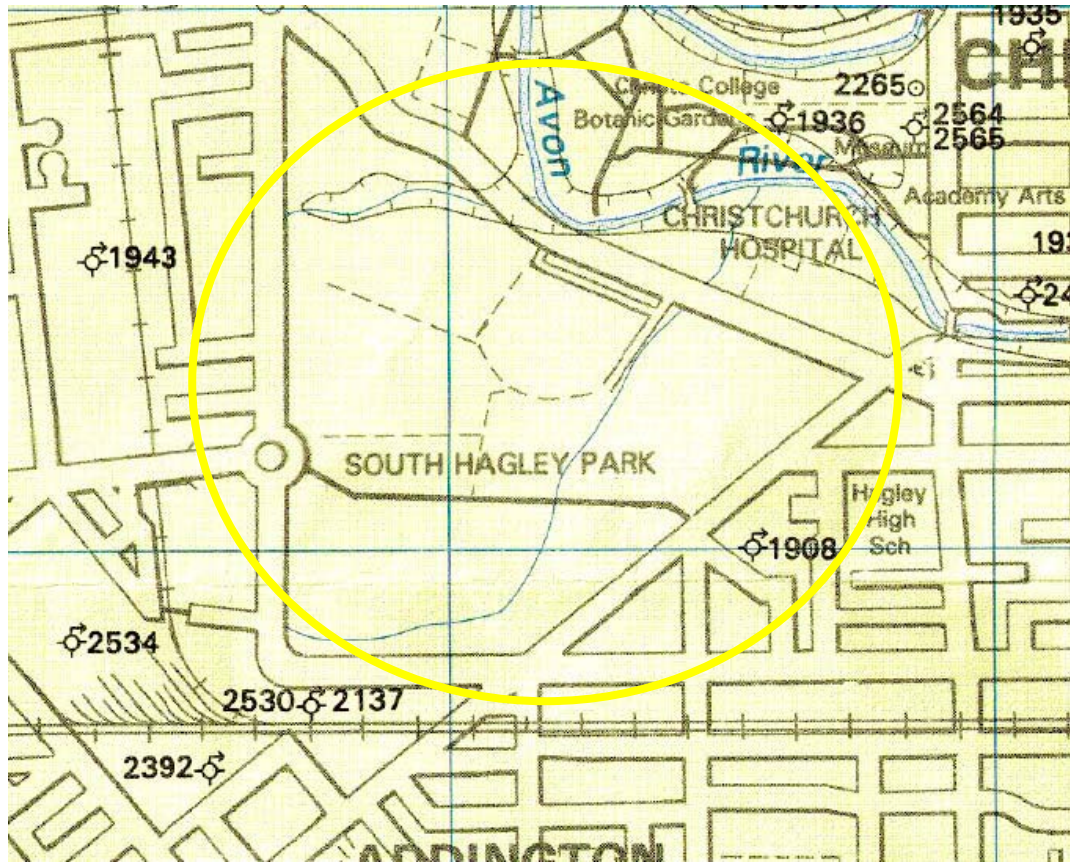 1935
CH
Christs College
2265
Avon
Botanic Gardens
1936
2564
2565
River
Museum
Academy Arts
CHRISTCHURCH
HOSPITAL
1943
193
24
SOUTH HAGLEY PARK
Hagley
High
Sch
1908
2534
2530 2137
2392
ADDINGTON